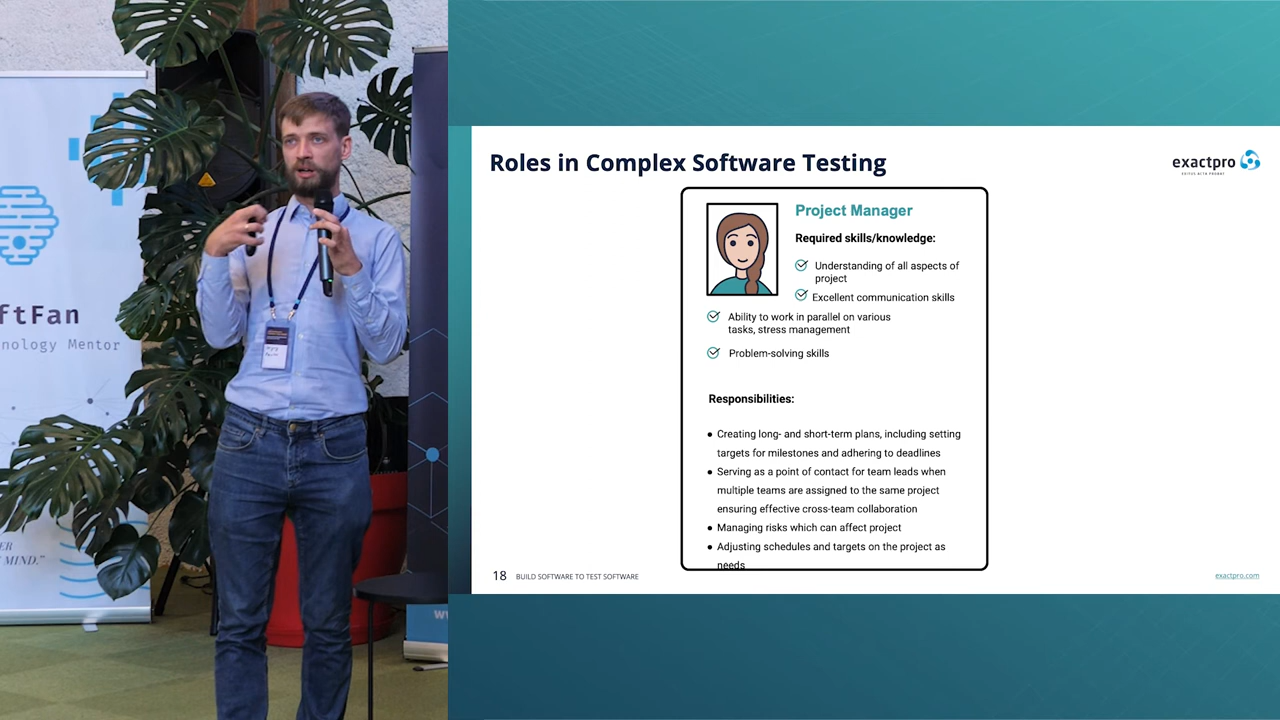 ftFan
nology Mentor
ER
MIND.”
W
Roles in Complex Software Testing
exactpro
EXITUS ACTA PROBAT
Project Manager
Required skills/knowledge:
Understanding of all aspects of
project
Excellent communication skills
Ability to work in parallel on various
tasks, stress management
Problem-solving skills
Responsibilities:
● Creating long- and short-term plans, including setting
targets for milestones and adhering to deadlines
● Serving as a point of contact for team leads when
multiple teams are assigned to the same project
ensuring effective cross-team collaboration
● Managing risks which can affect project
● Adjusting schedules and targets on the project as
needs
18 BUILD SOFTWARE TO TEST SOFTWARE
exactpro.com